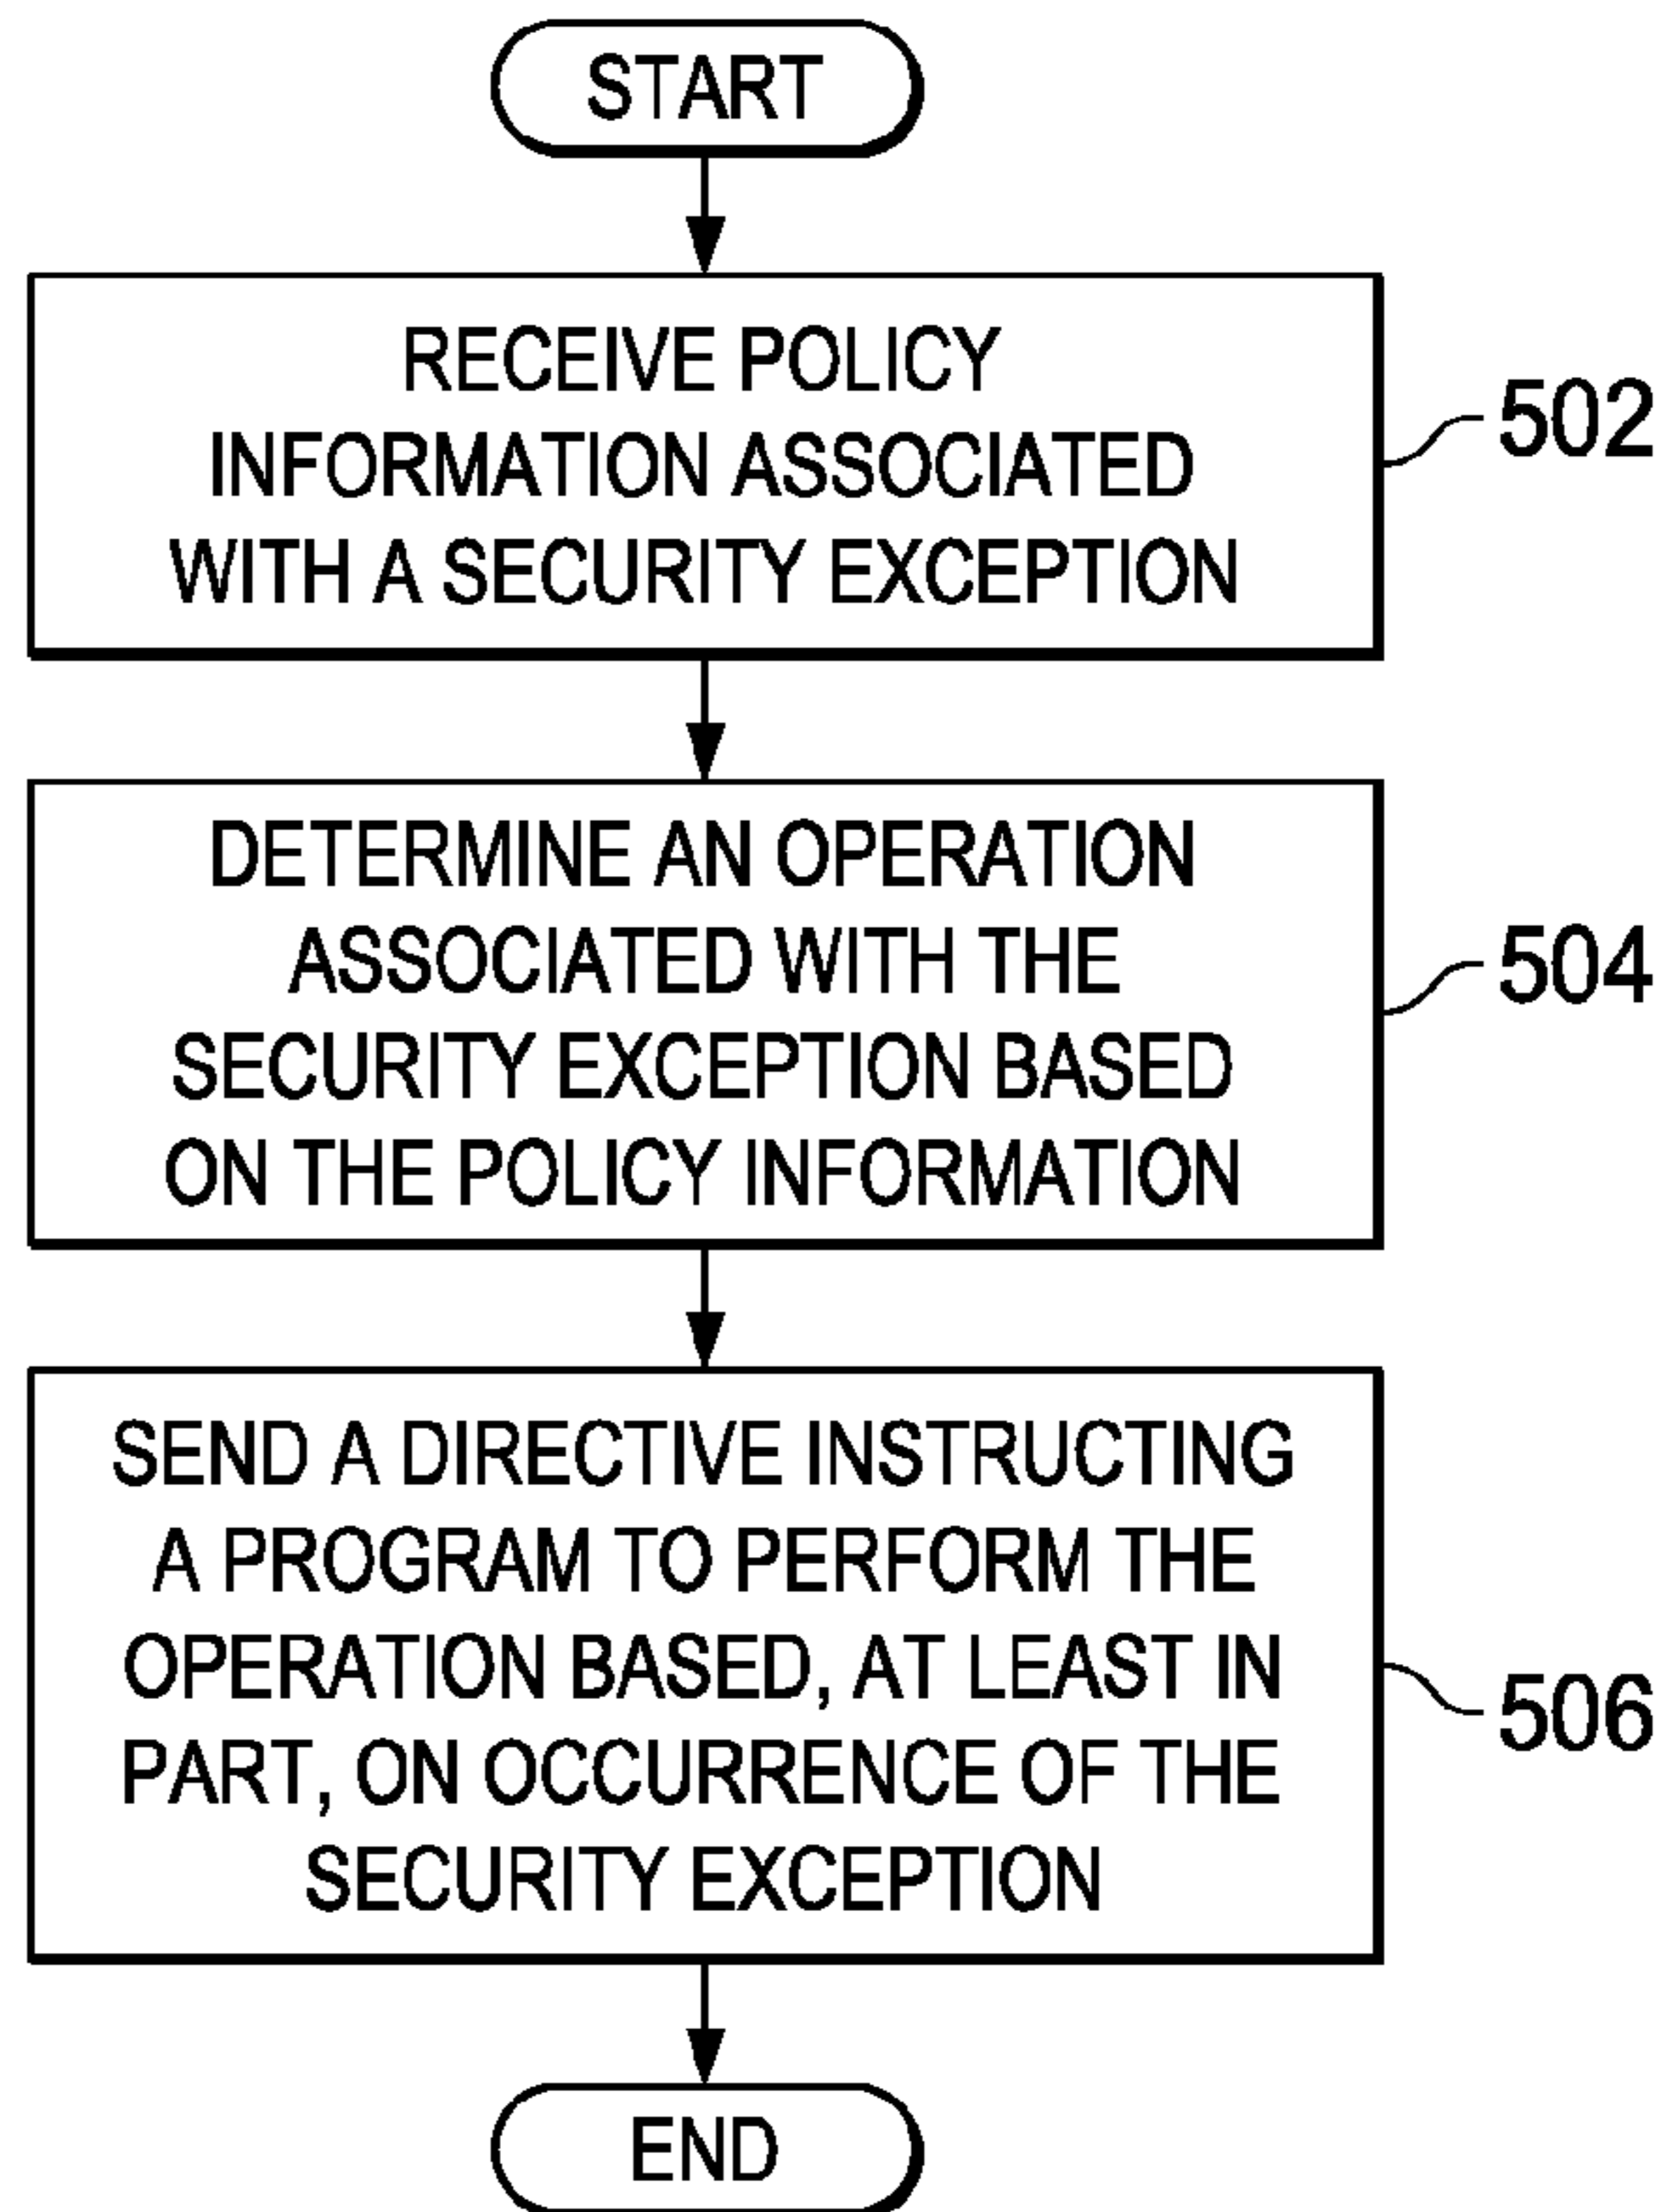 START
RECEIVE POLICY
INFORMATION ASSOCIATED
WITH A SECURITY EXCEPTION
502
DETERMINE AN OPERATION
ASSOCIATED WITH THE
SECURITY EXCEPTION BASED
ON THE POLICY INFORMATION
504
SEND A DIRECTIVE INSTRUCTING
A PROGRAM TO PERFORM THE
OPERATION BASED, AT LEAST IN
PART, ON OCCURRENCE OF THE
SECURITY EXCEPTION
506
END